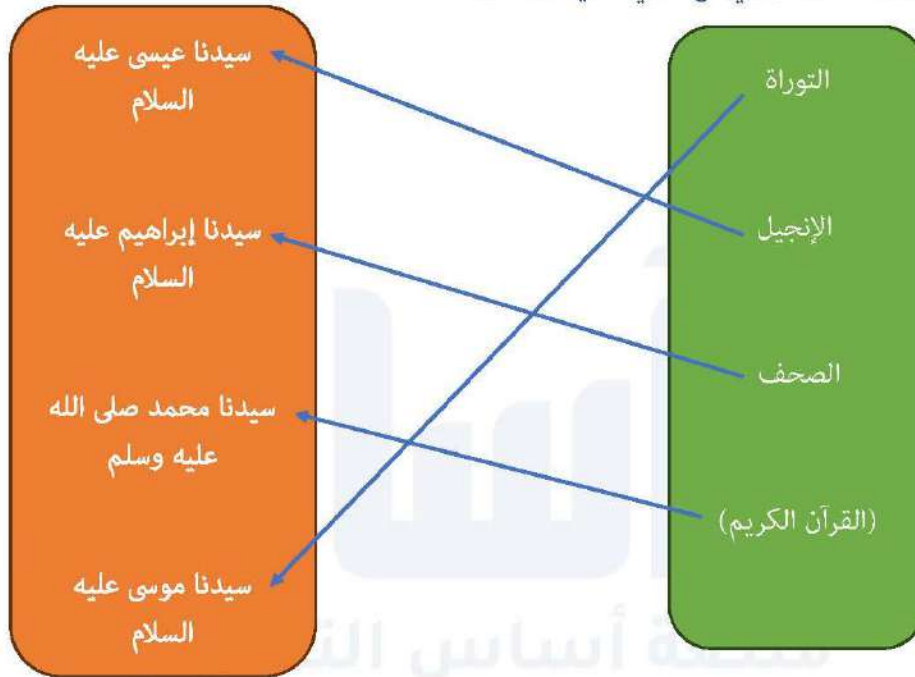 التوراة
الإنجيل
الصحف
(القرآن الكريم)
سيدنا عيسى عليه
السلام
سيدنا إبراهيم عليه
السلام
سيدنا محمد صلى الله
عليه وسلم
سيدنا موسى عليه
السلام
أساس